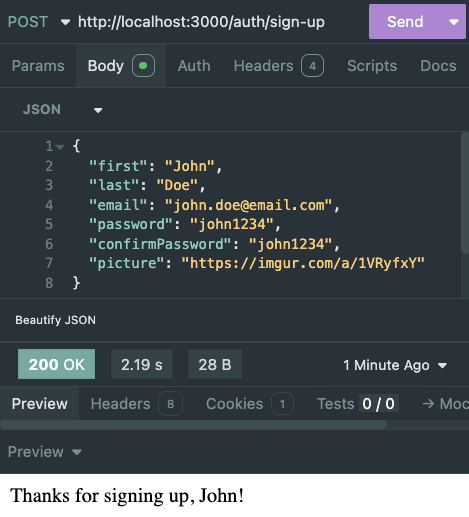 POST http://localhost:3000/auth/sign-up Send
Params Body Auth Headers 4 Scripts Docs
JSON
1 {
2 "first": "John",
3 "last": "Doe",
4 "email": "john.doe@email.com",
5 "password": "john1234",
6 "confirmPassword": "john1234",
7 "picture": "https://imgur.com/a/1VRyfxY"
8 }
Beautify JSON
200 OK 2.19 s 28 B 1 Minute Ago
Preview Headers 8 Cookies 1 Tests 0 / 0 → Moc
Preview
Thanks for signing up, John!